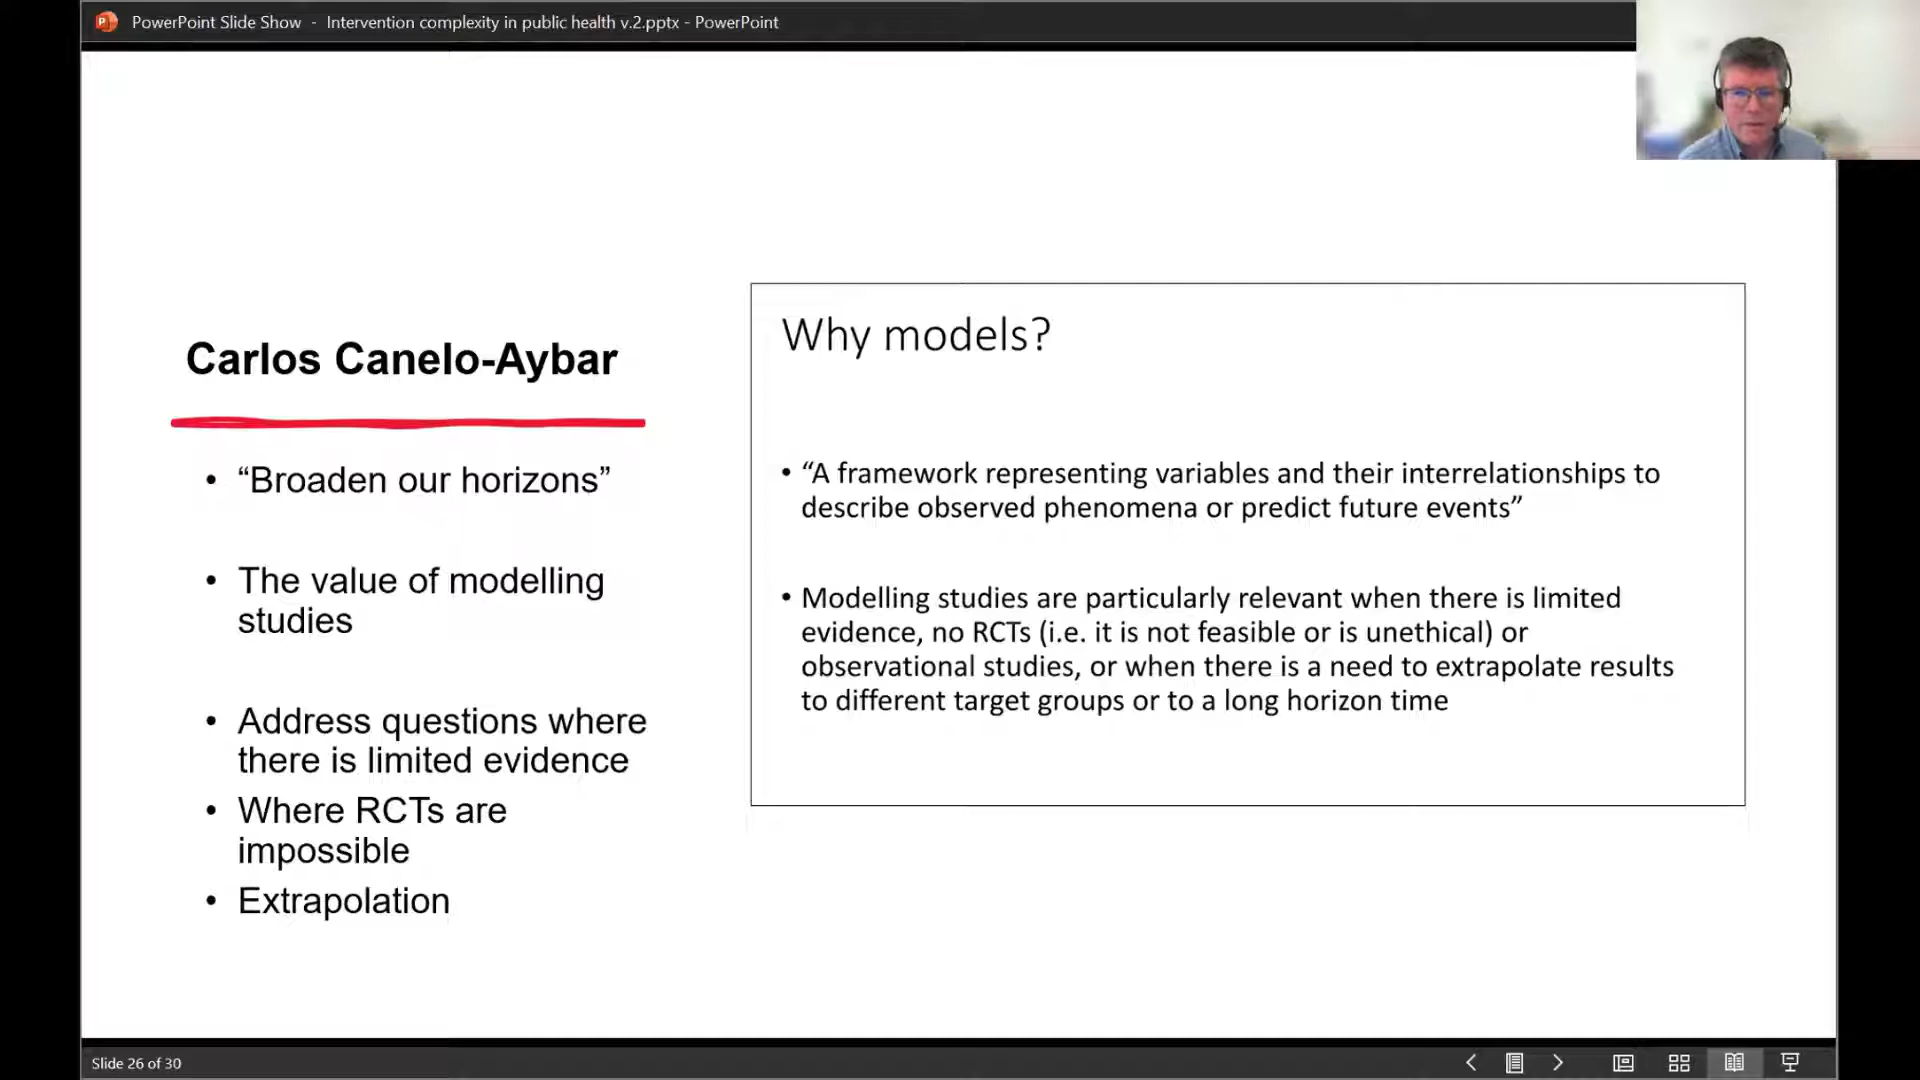 PowerPoint Slide Show - Intervention complexity in public health v.2.pptx - PowerPoint
Carlos Canelo-Aybar
• “Broaden our horizons”
• The value of modelling
studies
• Address questions where
there is limited evidence
• Where RCTs are
impossible
• Extrapolation
Why models?
• “A framework representing variables and their interrelationships to
describe observed phenomena or predict future events”
• Modelling studies are particularly relevant when there is limited
evidence, no RCTs (i.e. it is not feasible or is unethical) or
observational studies, or when there is a need to extrapolate results
to different target groups or to a long horizon time
Slide 26 of 30